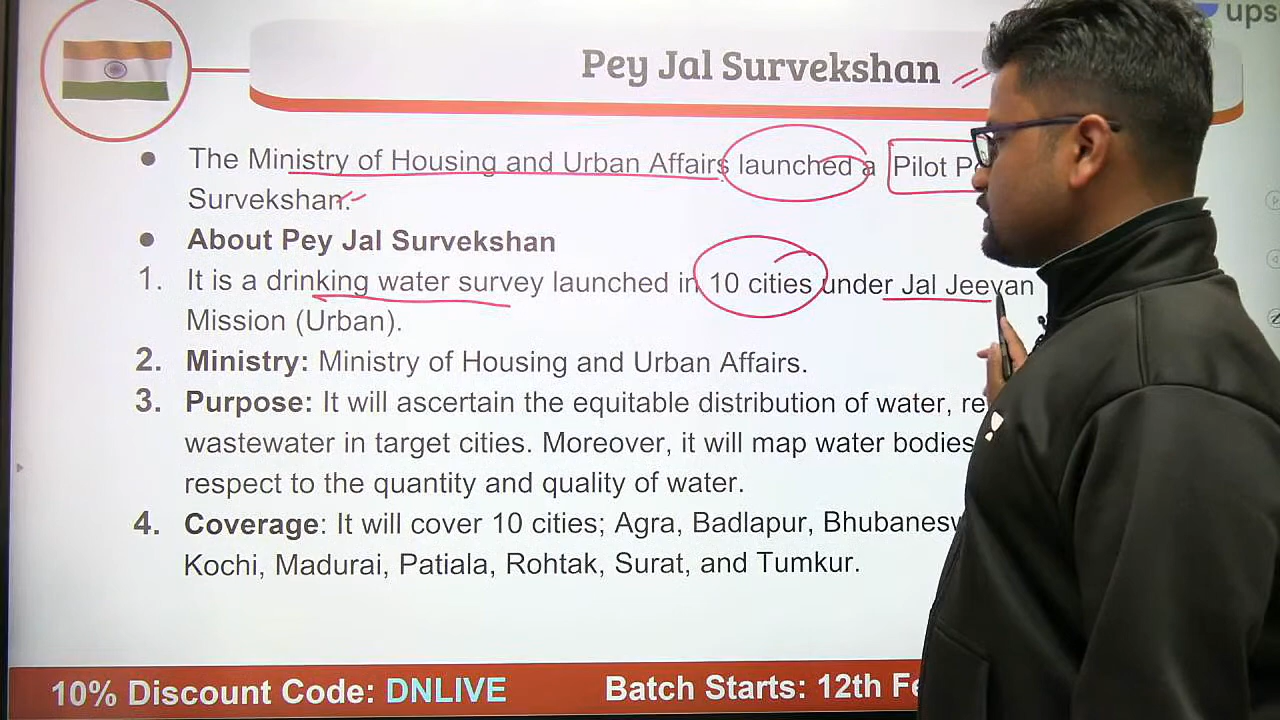 ups
Pey Jal Survekshan
● The Ministry of Housing and Urban Affairs launched a Pilot
Survekshan.
● About Pey Jal Survekshan
1. It is a drinking water survey launched in 10 cities under Jal Jeevan
Mission (Urban).
2. Ministry: Ministry of Housing and Urban Affairs.
3. Purpose: It will ascertain the equitable distribution of water, re
wastewater in target cities. Moreover, it will map water bodies
respect to the quantity and quality of water.
4. Coverage: It will cover 10 cities; Agra, Badlapur, Bhubanesw
Kochi, Madurai, Patiala, Rohtak, Surat, and Tumkur.
10% Discount Code: DNLIVE
Batch Starts: 12th Fe